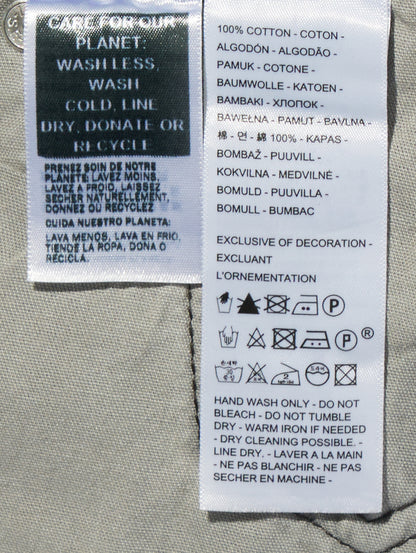 CARE FOR OUR
PLANET:
WASH LESS,
WASH
COLD, LINE
DRY, DONATE OR
RECYCLE
PRENEZ SOIN DE NOTRE
PLANETE: LAVEZ MOINS,
LAVEZ A FROID, LAISSEZ
SECHER NATURELLEMENT,
DONNEZ OU RECYCLEZ
CUIDA NUESTRO PLANETA:
LAVA MENOS, LAVA EN FRIO,
TIENDE LA ROPA, DONA O
RECICLA.
100% COTTON - COTON -
ALGODÓN - ALGODÃO -
PAMUK - COTONE -
BAUMWOLLE - KATOEN -
BAMBAKI - ХЛОПОК -
BAWEŁNA - PAMUT - BAVLNA -
棉 - 면 - 綿 100% - KAPAS -
BOMBAŽ - PUUVILL -
KOKVILNA - MEDVILNĖ -
BOMULD - PUUVILLA -
BOMULL - BUMBAC
EXCLUSIVE OF DECORATION -
EXCLUANT
L'ORNEMENTATION
P
P ®
HAND WASH ONLY - DO NOT
BLEACH - DO NOT TUMBLE
DRY - WARM IRON IF NEEDED
- DRY CLEANING POSSIBLE. -
LINE DRY. - LAVER A LA MAIN
- NE PAS BLANCHIR - NE PAS
SECHER EN MACHINE -